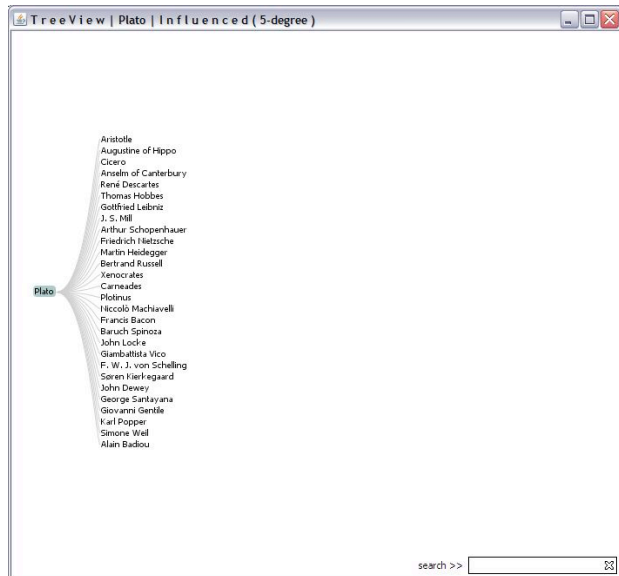 TreeView | Plato | Influenced ( 5-degree )
Aristotle
Augustine of Hippo
Cicero
Anselm of Canterbury
René Descartes
Thomas Hobbes
Gottfried Leibniz
J. S. Mill
Arthur Schopenhauer
Friedrich Nietzsche
Martin Heidegger
Bertrand Russell
Xenocrates
Carneades
Plato
Plotinus
Niccolò Machiavelli
Francis Bacon
Baruch Spinoza
John Locke
Giambattista Vico
F. W. J. von Schelling
Søren Kierkegaard
John Dewey
George Santayana
Giovanni Gentile
Karl Popper
Simone Weil
Alain Badiou
search >>